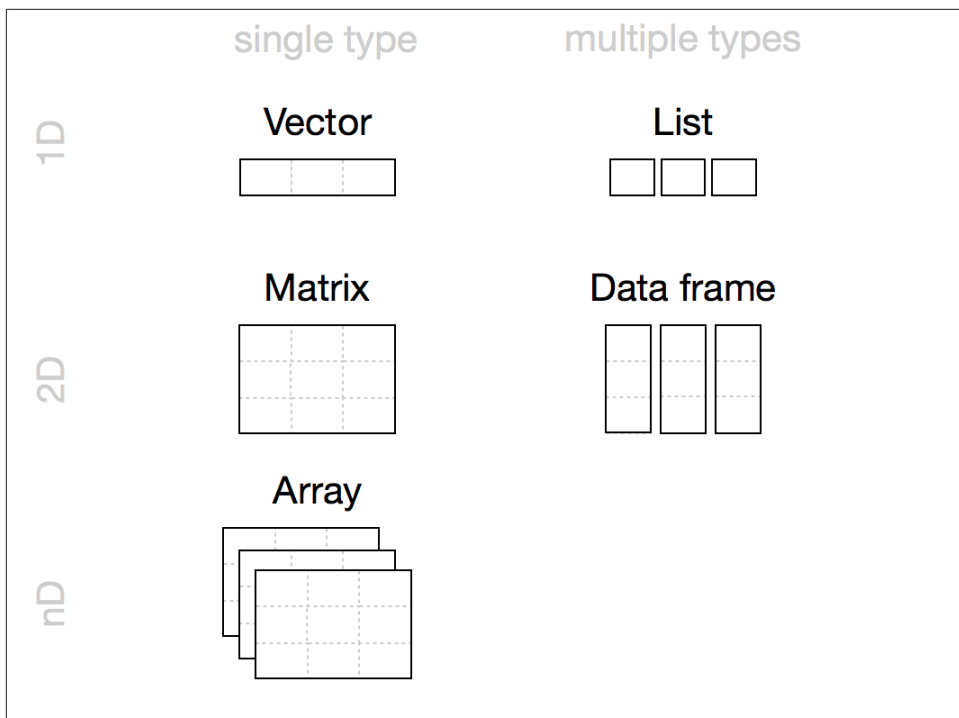 single type
multiple types
1D
Vector
List
2D
Matrix
Data frame
nD
Array